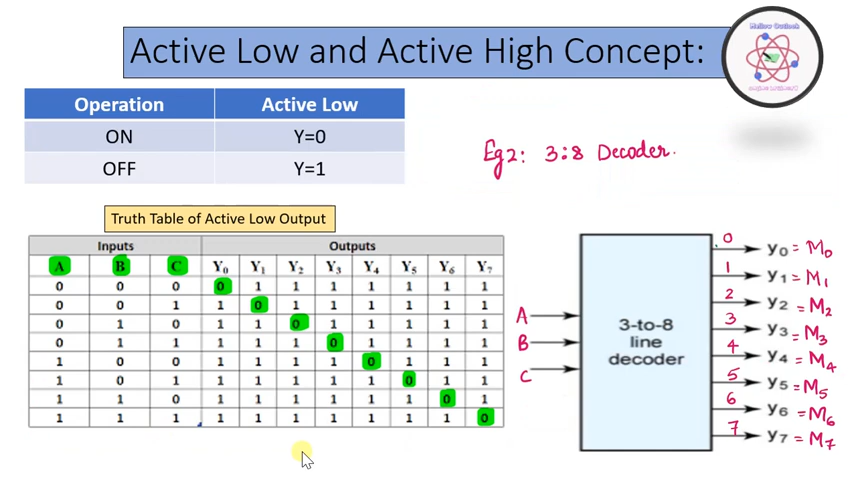 Active Low and Active High Concept:
Mellow Outlook
Operation Active Low
ON Y=0
OFF Y=1
Eg2: 3:8 Decoder.
Truth Table of Active Low Output
Inputs Outputs
A B C Y0 Y1 Y2 Y3 Y4 Y5 Y6 Y7
0 0 0 0 1 1 1 1 1 1 1
0 0 1 1 0 1 1 1 1 1 1
0 1 0 1 1 0 1 1 1 1 1
0 1 1 1 1 1 0 1 1 1 1
1 0 0 1 1 1 1 0 1 1 1
1 0 1 1 1 1 1 1 0 1 1
1 1 0 1 1 1 1 1 1 0 1
1 1 1 1 1 1 1 1 1 1 0
A
B
C
3-to-8
line
decoder
0 y0 = M0
1 y1 = M1
2 y2 = M2
3 y3 = M3
4 y4 = M4
5 y5 = M5
6 y6 = M6
7 y7 = M7